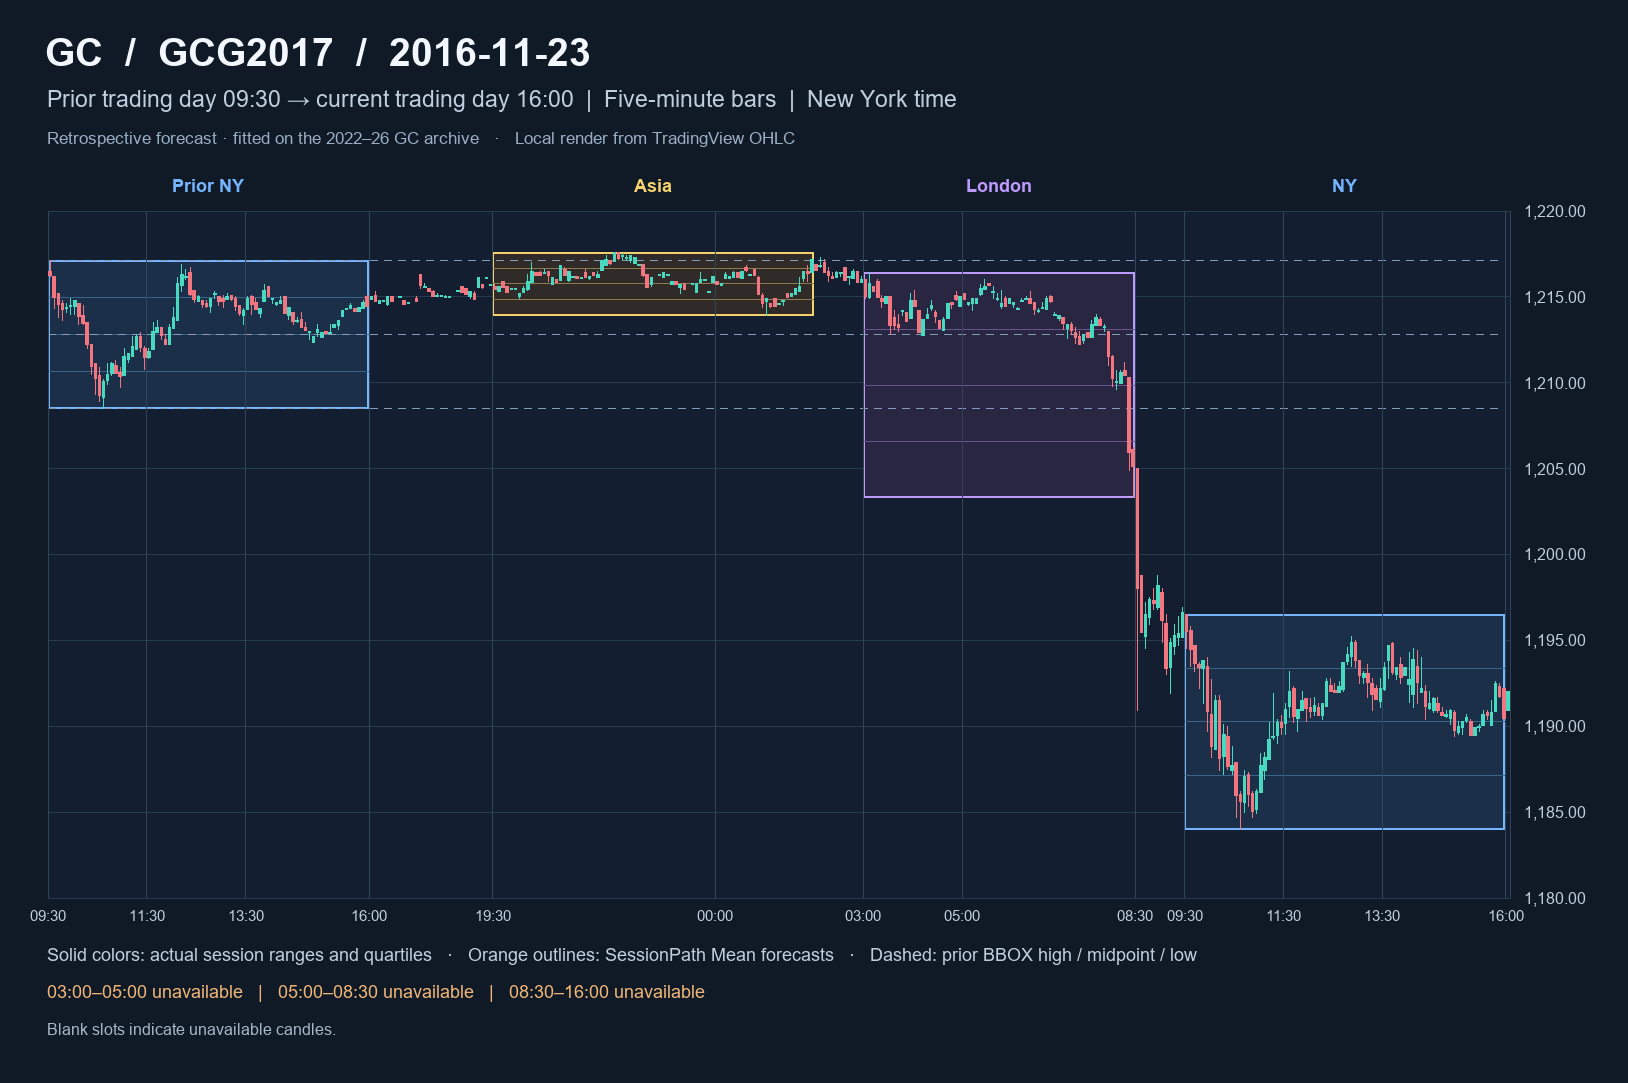 GC / GCG2017 / 2016-11-23
Prior trading day 09:30 → current trading day 16:00 | Five-minute bars | New York time
Retrospective forecast · fitted on the 2022–26 GC archive · Local render from TradingView OHLC
Prior NY Asia London NY
1,220.00
1,215.00
1,210.00
1,205.00
1,200.00
1,195.00
1,190.00
1,185.00
1,180.00
09:30 11:30 13:30 16:00 19:30 00:00 03:00 05:00 08:30 09:30 11:30 13:30 16:00
Solid colors: actual session ranges and quartiles · Orange outlines: SessionPath Mean forecasts · Dashed: prior BBOX high / midpoint / low
03:00–05:00 unavailable | 05:00–08:30 unavailable | 08:30–16:00 unavailable
Blank slots indicate unavailable candles.